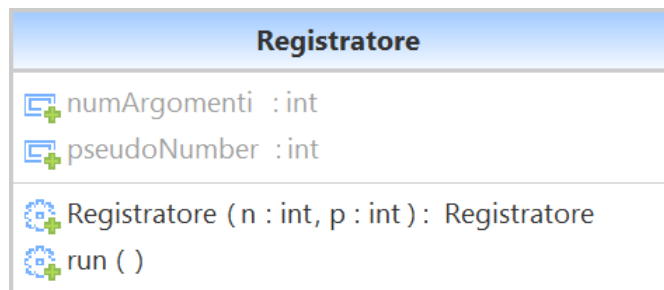 Registratore
numArgomenti : int
pseudoNumber : int
Registratore ( n : int, p : int ) : Registratore
run ( )